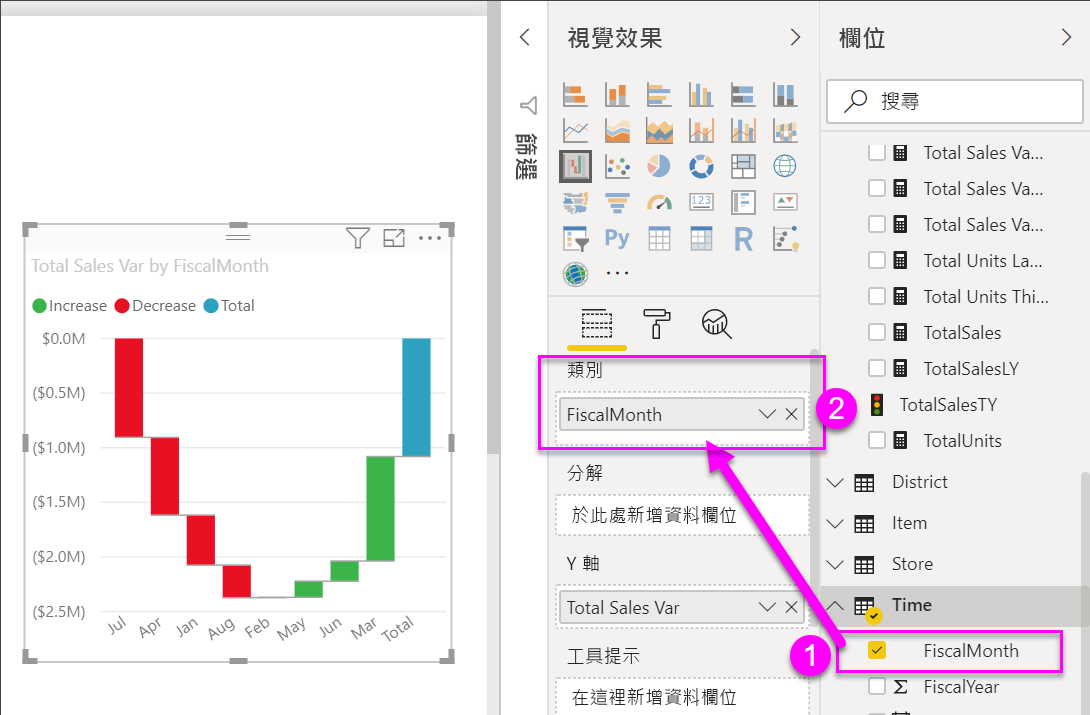 Total Sales Var by FiscalMonth
Increase Decrease Total
$0.0M
($0.5M)
($1.0M)
($1.5M)
($2.0M)
($2.5M)
Jul Apr Jan Aug Feb May Jun Mar Total
篩選
視覺效果
123
Py
R
類別
FiscalMonth
2
分解
於此處新增資料欄位
Y 軸
Total Sales Var
工具提示
在這裡新增資料欄位
欄位
搜尋
Total Sales Va...
Total Sales Va...
Total Sales Va...
Total Units La...
Total Units Thi...
TotalSales
TotalSalesLY
TotalSalesTY
TotalUnits
District
Item
Store
Time
1
FiscalMonth
Σ FiscalYear